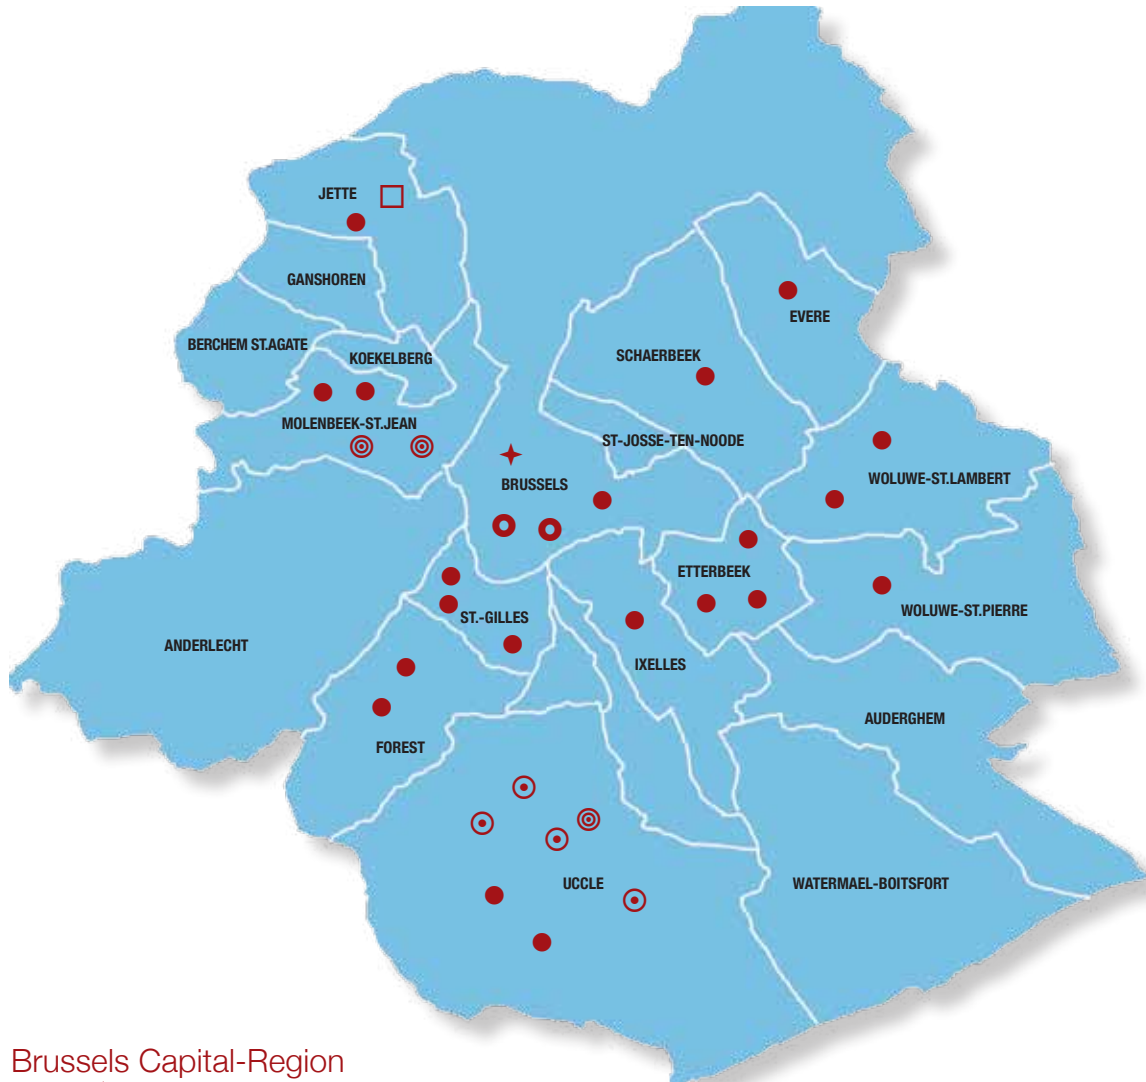 JETTE
GANSHOREN
EVERE
BERCHEM ST.AGATE
KOEKELBERG
SCHAERBEEK
MOLENBEEK-ST.JEAN
ST-JOSSE-TEN-NOODE
BRUSSELS
WOLUWE-ST.LAMBERT
ETTERBEEK
WOLUWE-ST.PIERRE
ST.-GILLES
ANDERLECHT
IXELLES
AUDERGHEM
FOREST
UCCLE
WATERMAEL-BOITSFORT
Brussels Capital-Region